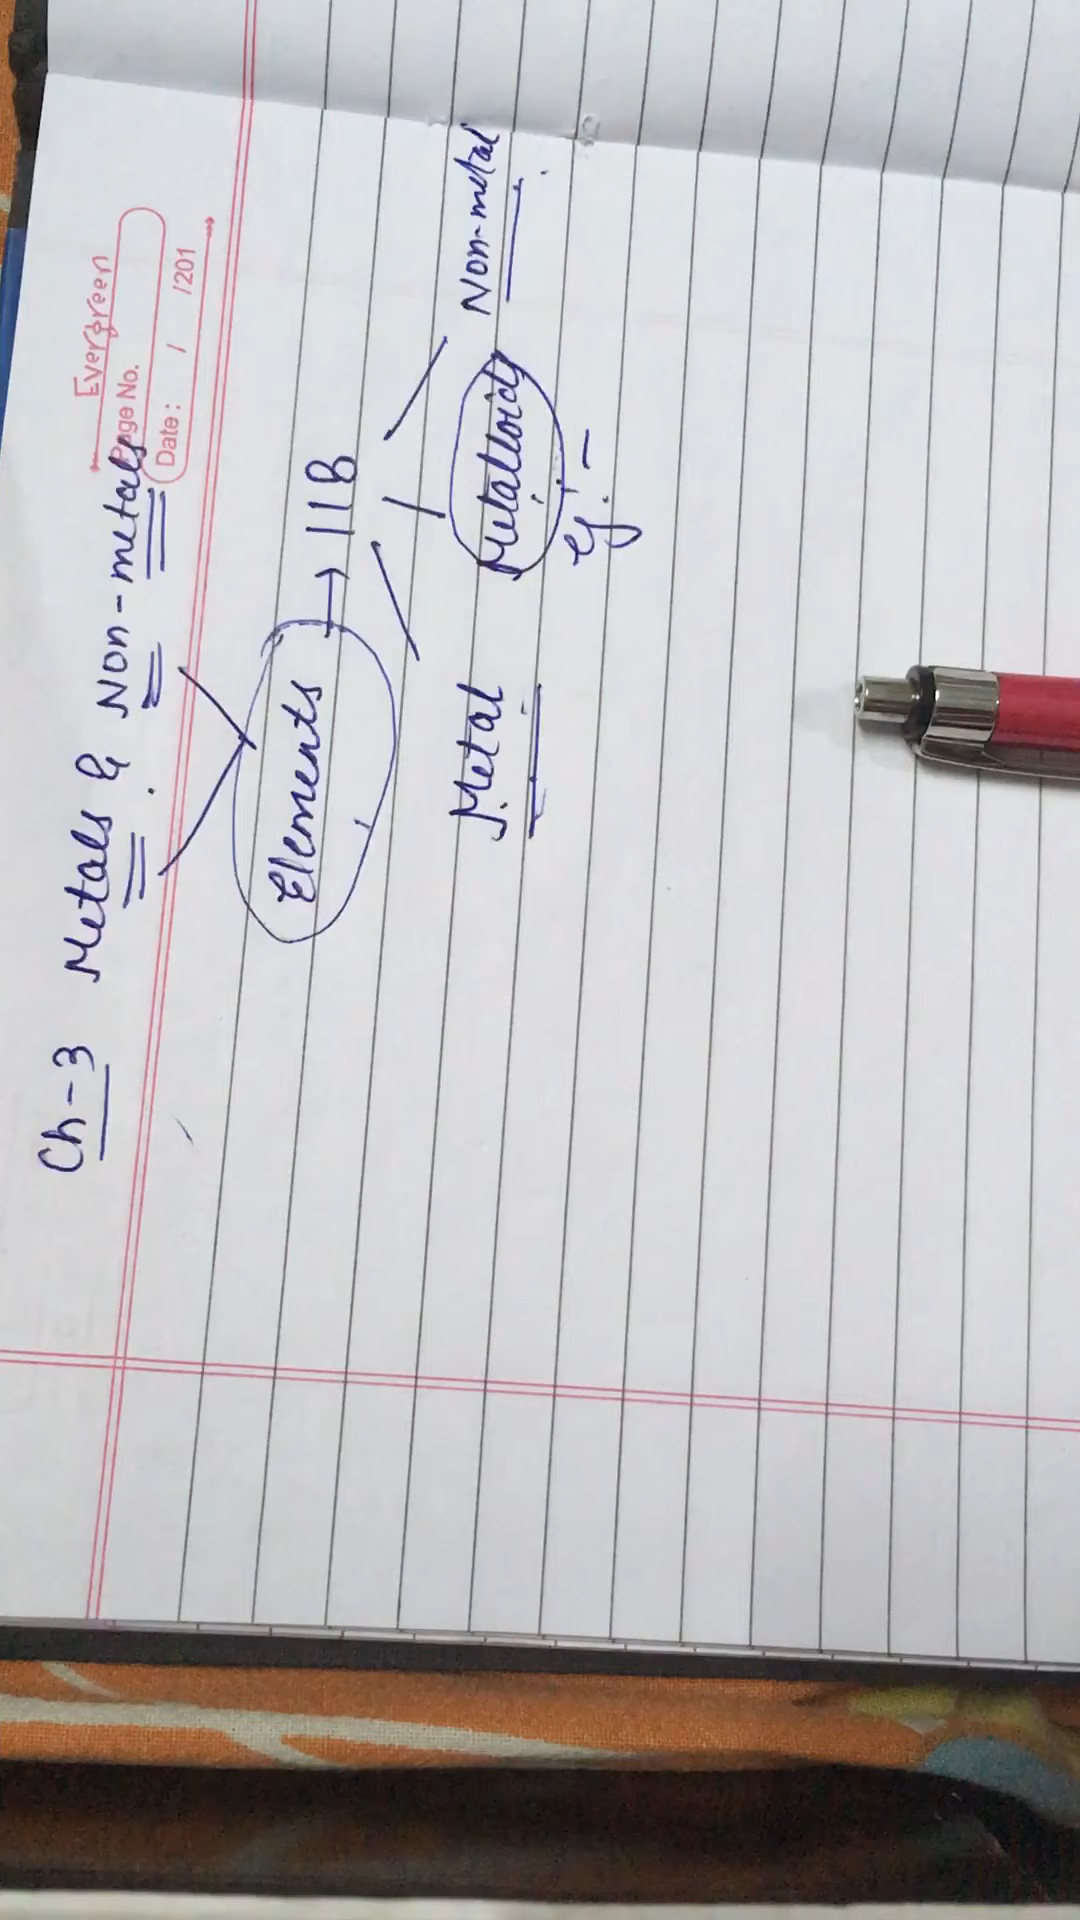 Evergreen
Page No.
Date: / /201
Ch-3 Metals & Non-metals
Elements → 118
Metal Metalloids Non-metal
Eg:-